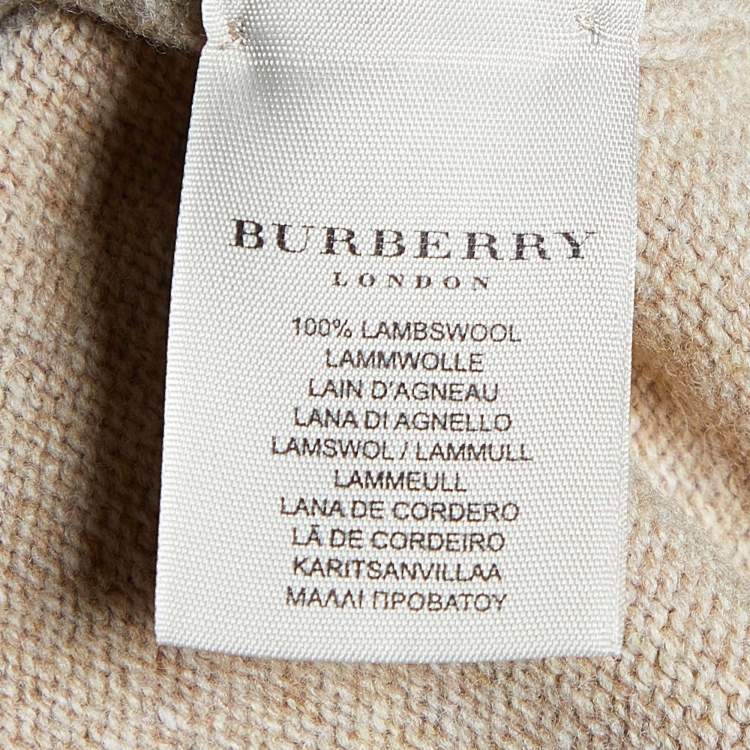 BURBERRY
LONDON
100% LAMBSWOOL
LAMMWOLLE
LAIN D'AGNEAU
LANA DI AGNELLO
LAMSWOL / LAMMULL
LAMMEULL
LANA DE CORDERO
LÃ DE CORDEIRO
KARITSANVILLAA
ΜΑΛΛΙ ΠΡΟΒΑΤΟΥ